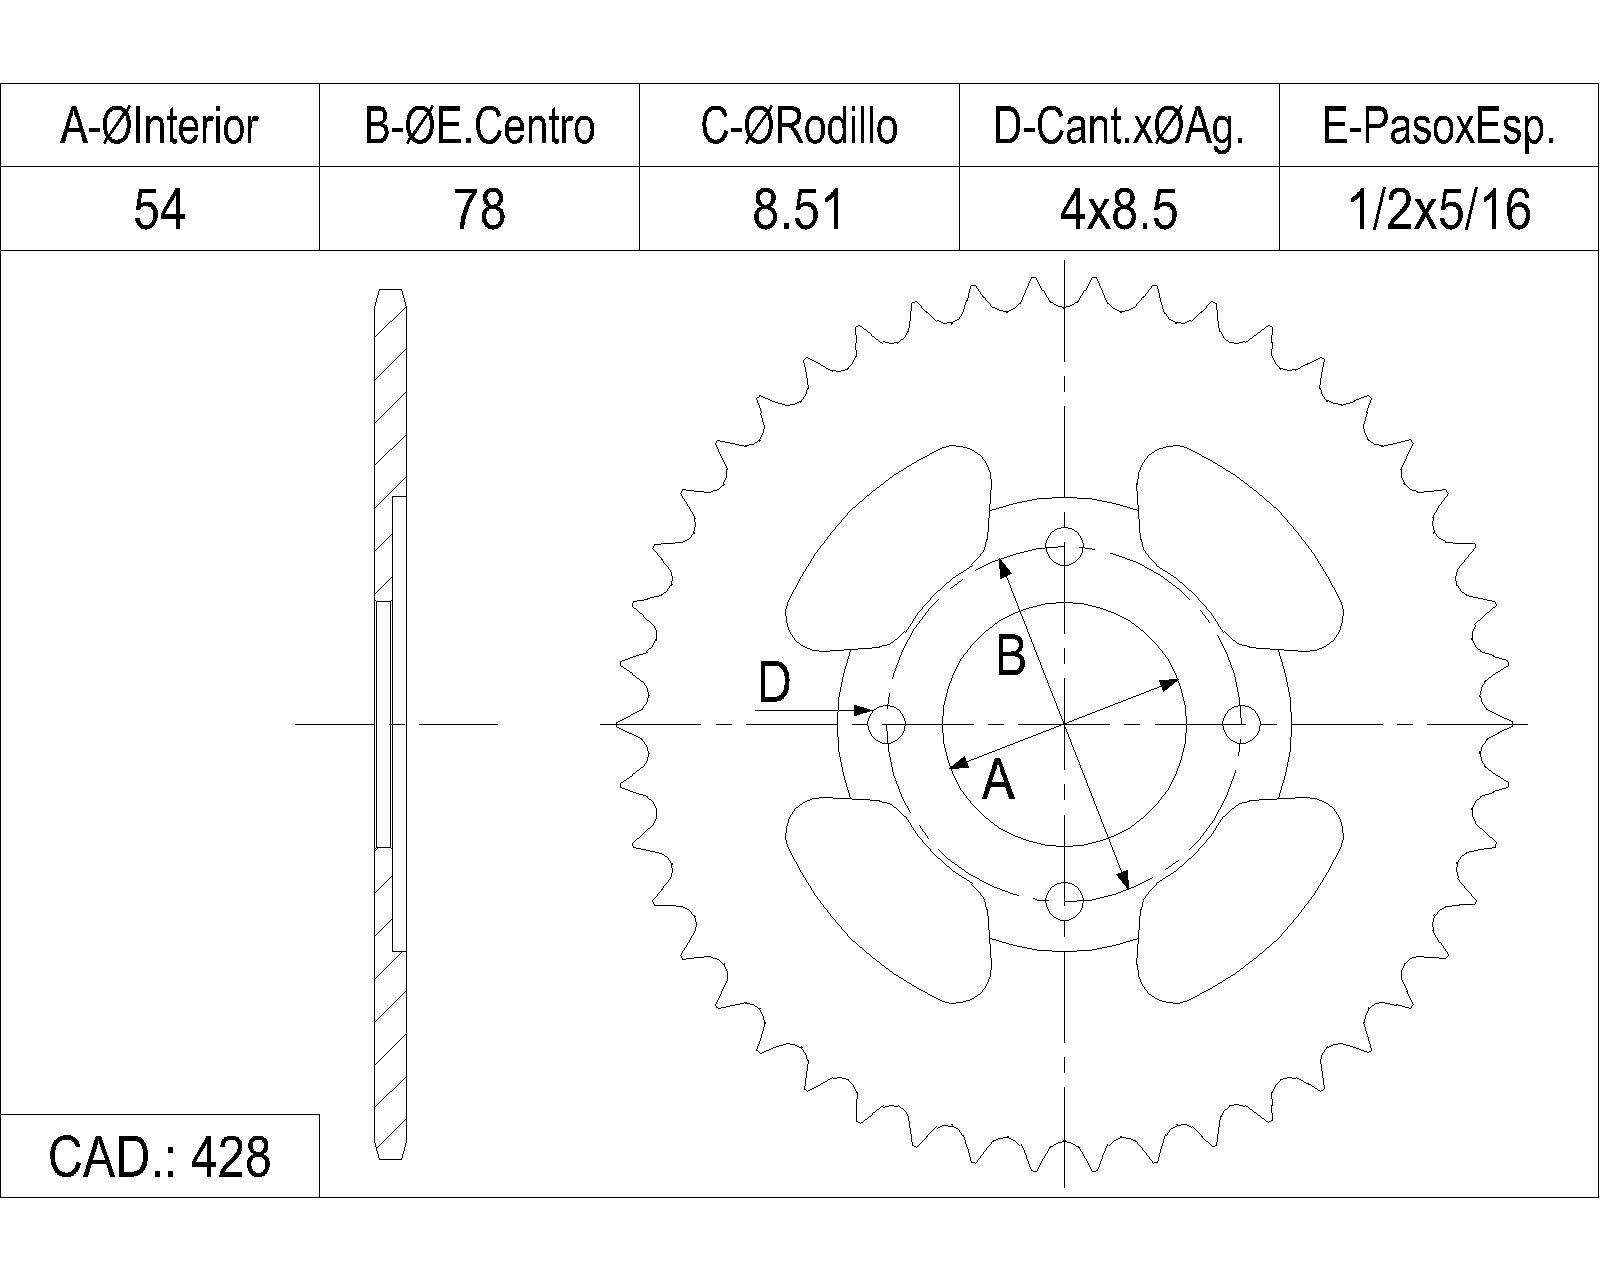 A-ØInterior B-ØE.Centro C-ØRodillo D-Cant.xØAg. E-PasoxEsp.
54 78 8.51 4x8.5 1/2x5/16
B
D
A
CAD.: 428